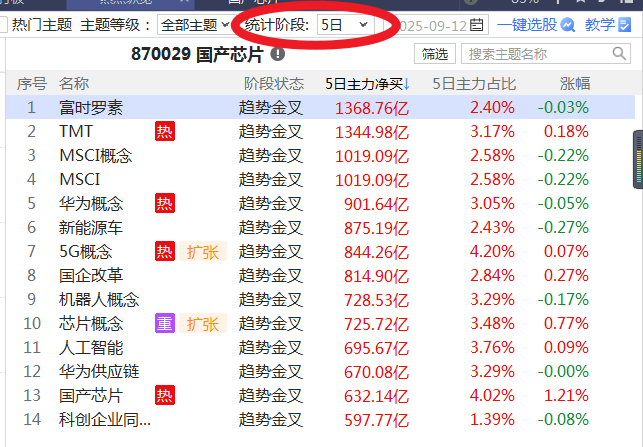 热门主题 主题等级: 全部主题 统计阶段: 5日 2025-09-12 一键选股 教学
870029 国产芯片 筛选 搜索主题名称
序号 名称 阶段状态 5日主力净买↓ 5日主力占比 涨幅
1 富时罗素 趋势金叉 1368.76亿 2.40% -0.03%
2 TMT 热 趋势金叉 1344.98亿 3.17% 0.18%
3 MSCI概念 趋势金叉 1019.09亿 2.58% -0.22%
4 MSCI 趋势金叉 1019.09亿 2.58% -0.22%
5 华为概念 热 趋势金叉 901.64亿 3.05% -0.05%
6 新能源车 趋势金叉 875.19亿 2.43% -0.27%
7 5G概念 热 扩张 趋势金叉 844.26亿 4.20% 0.07%
8 国企改革 趋势金叉 814.90亿 2.84% 0.27%
9 机器人概念 趋势金叉 728.53亿 3.29% -0.17%
10 芯片概念 重 扩张 趋势金叉 725.72亿 3.48% 0.77%
11 人工智能 趋势金叉 695.67亿 3.76% 0.09%
12 华为供应链 趋势金叉 670.08亿 3.29% -0.00%
13 国产芯片 热 趋势金叉 632.14亿 4.02% 1.21%
14 科创企业同... 趋势金叉 597.77亿 1.39% -0.08%